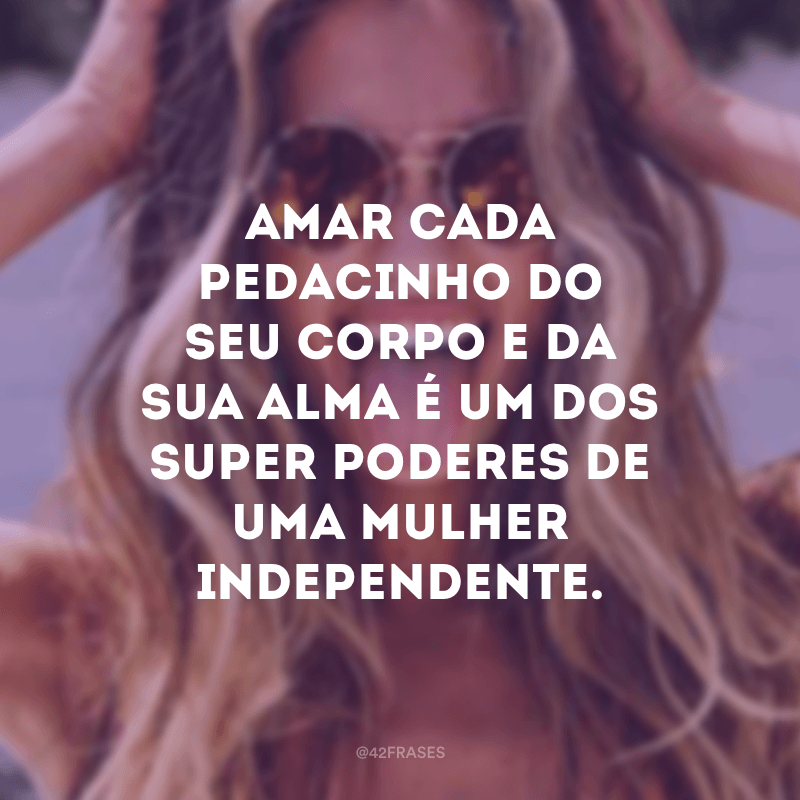 AMAR CADA
PEDACINHO DO
SEU CORPO E DA
SUA ALMA É UM DOS
SUPER PODERES DE
UMA MULHER
INDEPENDENTE.
@42FRASES